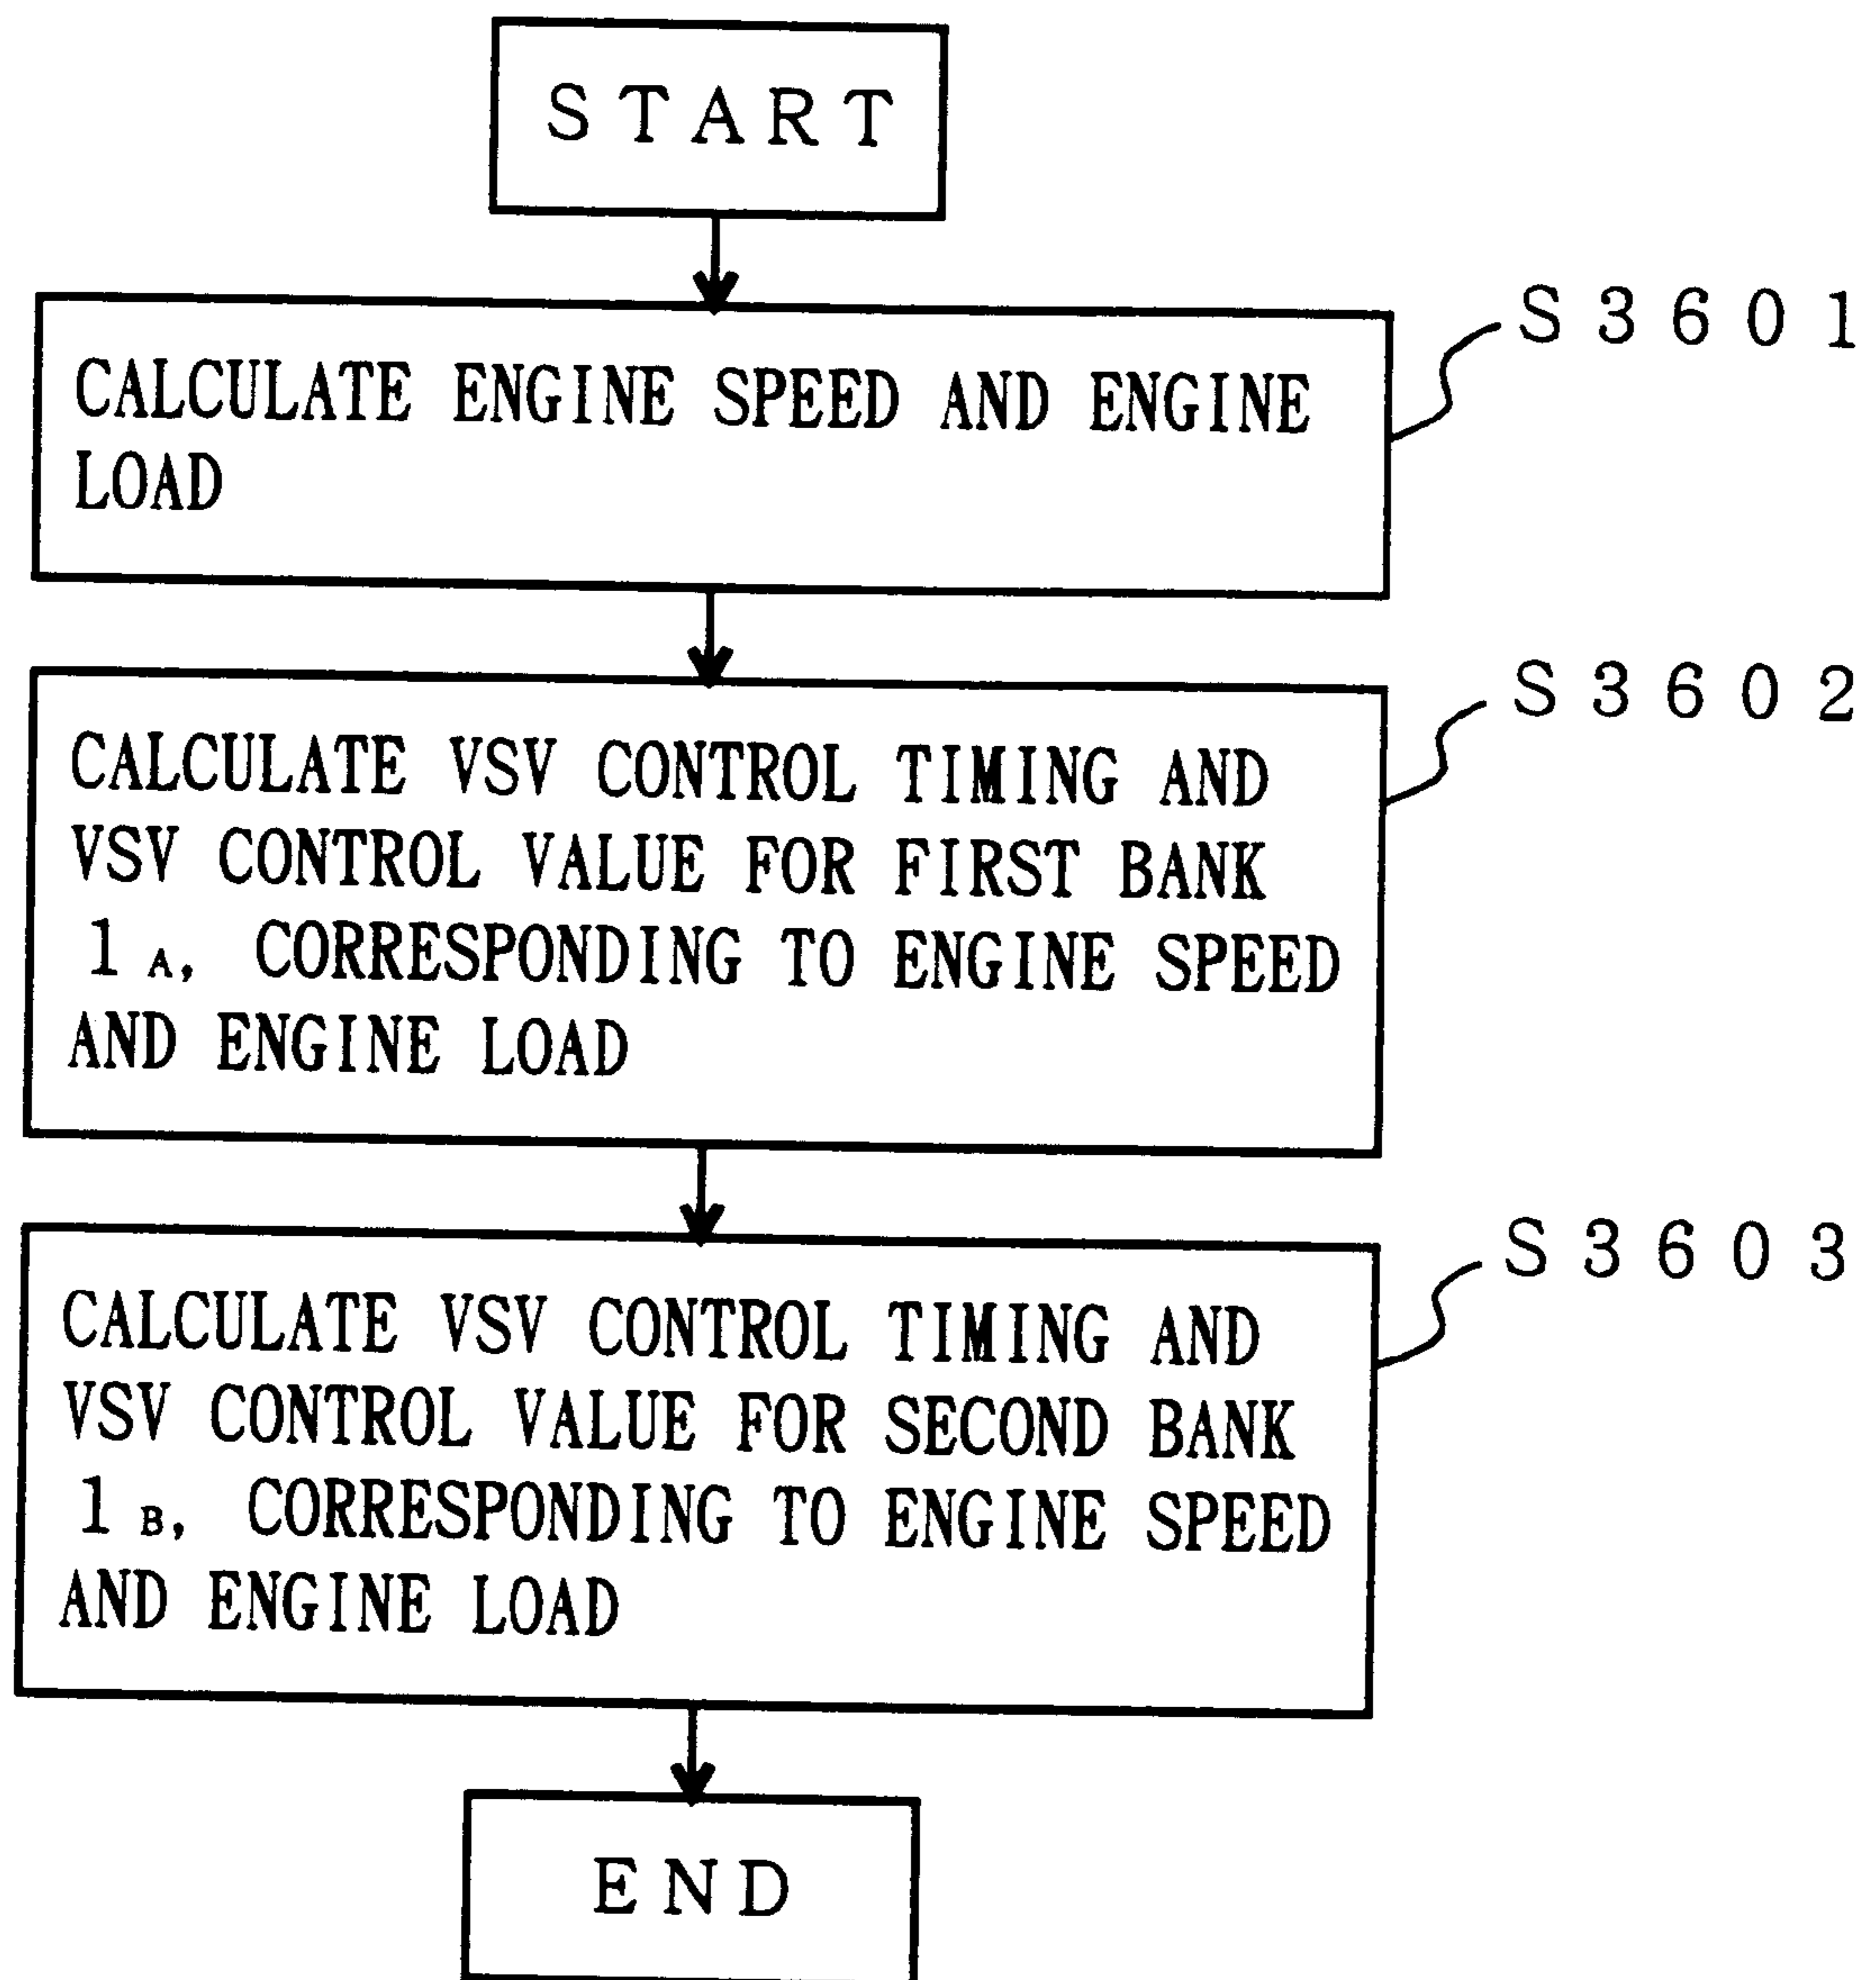 START
S3601
CALCULATE ENGINE SPEED AND ENGINE
LOAD
S3602
CALCULATE VSV CONTROL TIMING AND
VSV CONTROL VALUE FOR FIRST BANK
1 A, CORRESPONDING TO ENGINE SPEED
AND ENGINE LOAD
S3603
CALCULATE VSV CONTROL TIMING AND
VSV CONTROL VALUE FOR SECOND BANK
1 B, CORRESPONDING TO ENGINE SPEED
AND ENGINE LOAD
END